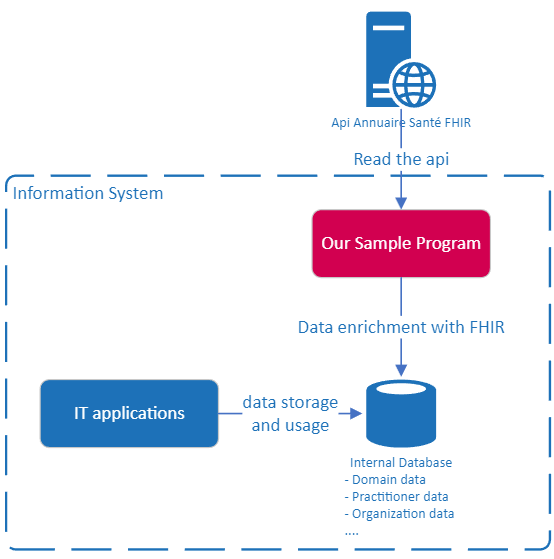 Api Annuaire Santé FHIR
Read the api
Information System
Our Sample Program
Data enrichment with FHIR
IT applications
data storage
and usage
Internal Database
- Domain data
- Practitioner data
- Organization data
....